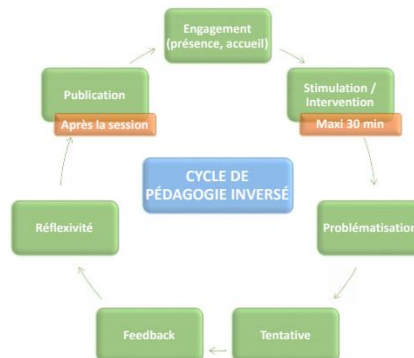 Engagement
(présence, accueil)
Stimulation /
Intervention
Maxi 30 min
Problématisation
Tentative
Feedback
Réflexivité
Publication
Après la session
CYCLE DE
PÉDAGOGIE INVERSÉ